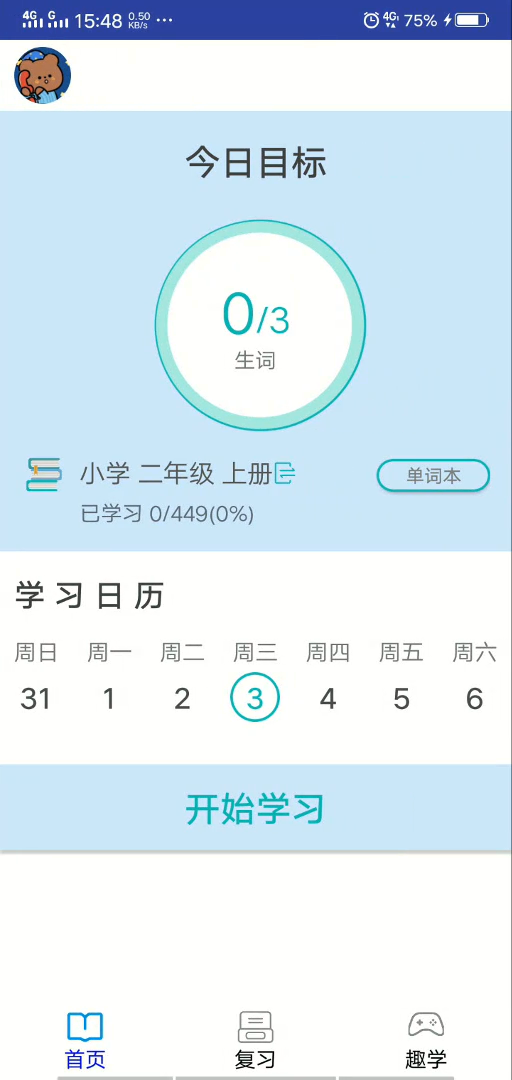 4G G 15:48 0.50 KB/s ··· 4G 75%
今日目标
0/3
生词
小学 二年级 上册
单词本
已学习 0/449(0%)
学习日历
周日 周一 周二 周三 周四 周五 周六
31 1 2 3 4 5 6
开始学习
首页 复习 趣学